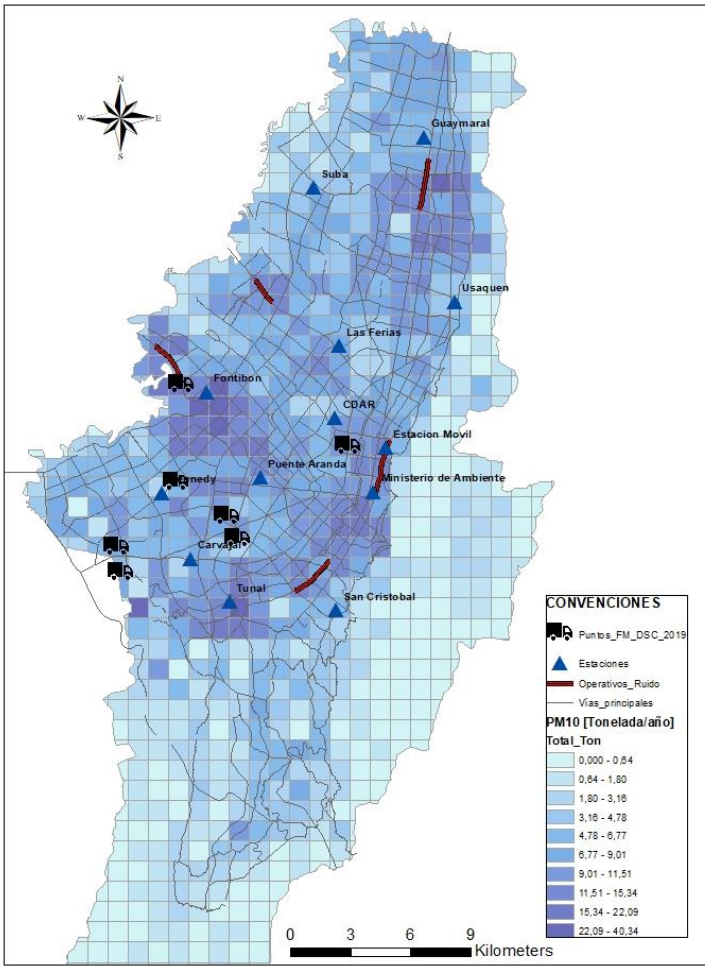 N
W E
S
Guaymaral
Suba
Usaquen
Las Ferias
Fontibon
CDAR
Estacion Movil
Puente Aranda
Ministerio de Ambiente
Carvajal
Tunal
San Cristobal
CONVENCIONES
Puntos_FM_DSC_2019
Estaciones
Operativos_Ruido
Vías_principales
PM10 [Tonelada/año]
Total_Ton
0,000 - 0,64
0,64 - 1,80
1,80 - 3,16
3,16 - 4,78
4,78 - 6,77
6,77 - 9,01
9,01 - 11,51
11,51 - 15,34
15,34 - 22,09
22,09 - 40,34
0 3 6 9
Kilometers